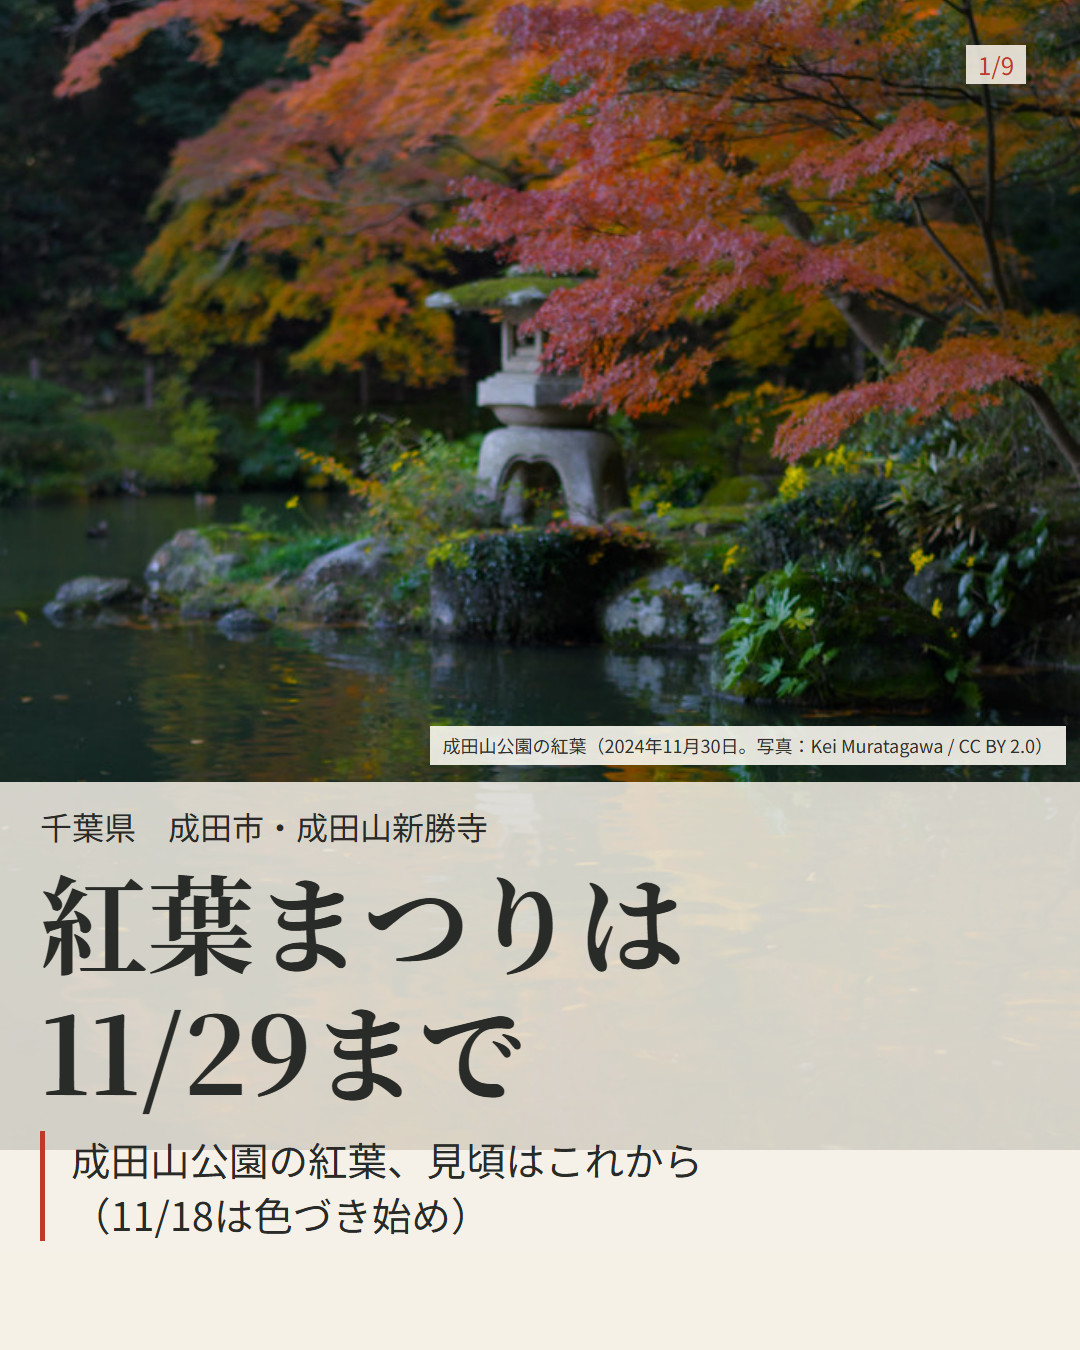 1/9
成田山公園の紅葉（2024年11月30日。写真：Kei Muratagawa / CC BY 2.0）
千葉県　成田市・成田山新勝寺
紅葉まつりは
11/29まで
成田山公園の紅葉、見頃はこれから
（11/18は色づき始め）